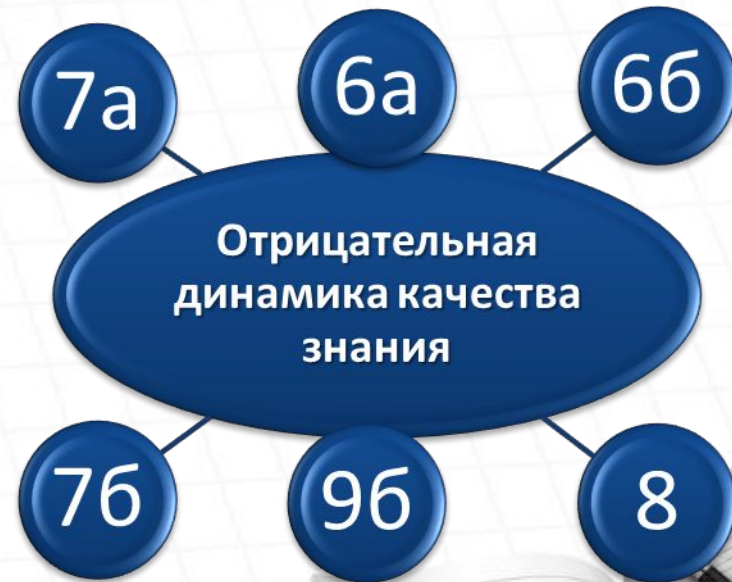 7а
6а
6б
Отрицательная
динамика качества
знания
7б
9б
8